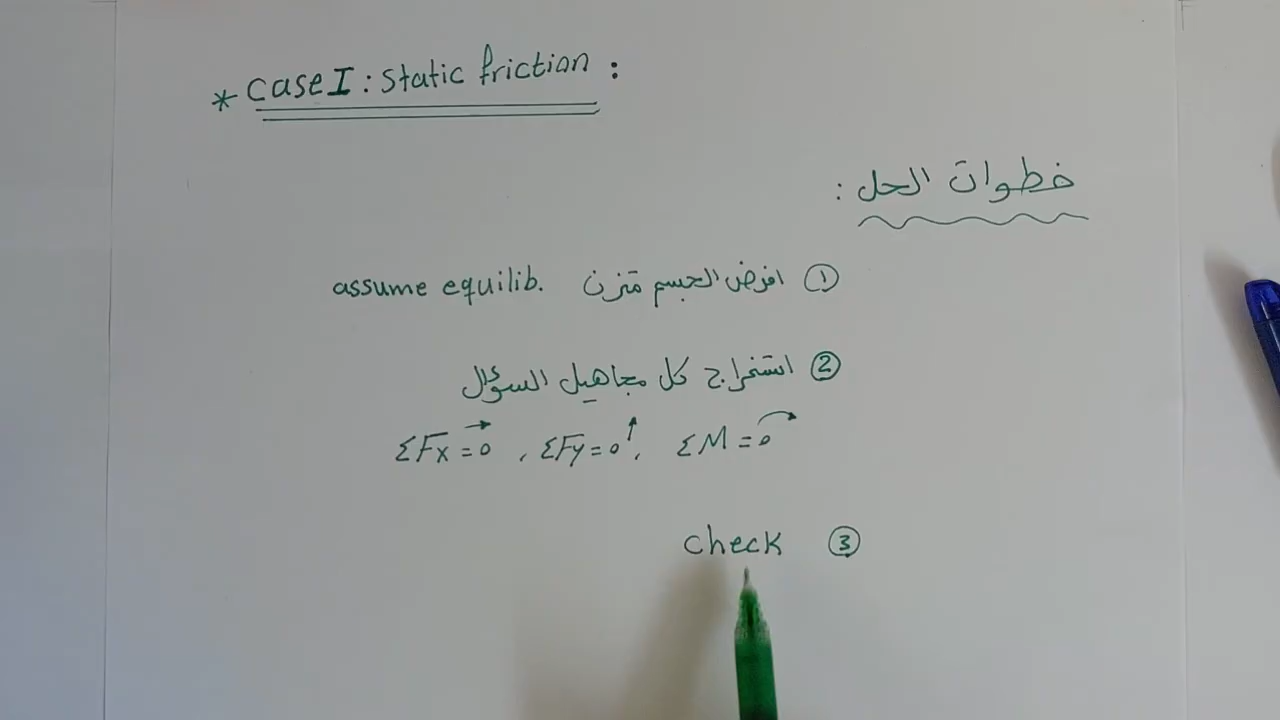 * Case I : Static friction :
خطوات الحل :
① افرض الجسم متزن assume equilib.
② استخراج كل مجاهيل السؤال
ΣFx = 0 , ΣFy = 0 , ΣM = 0
③ check